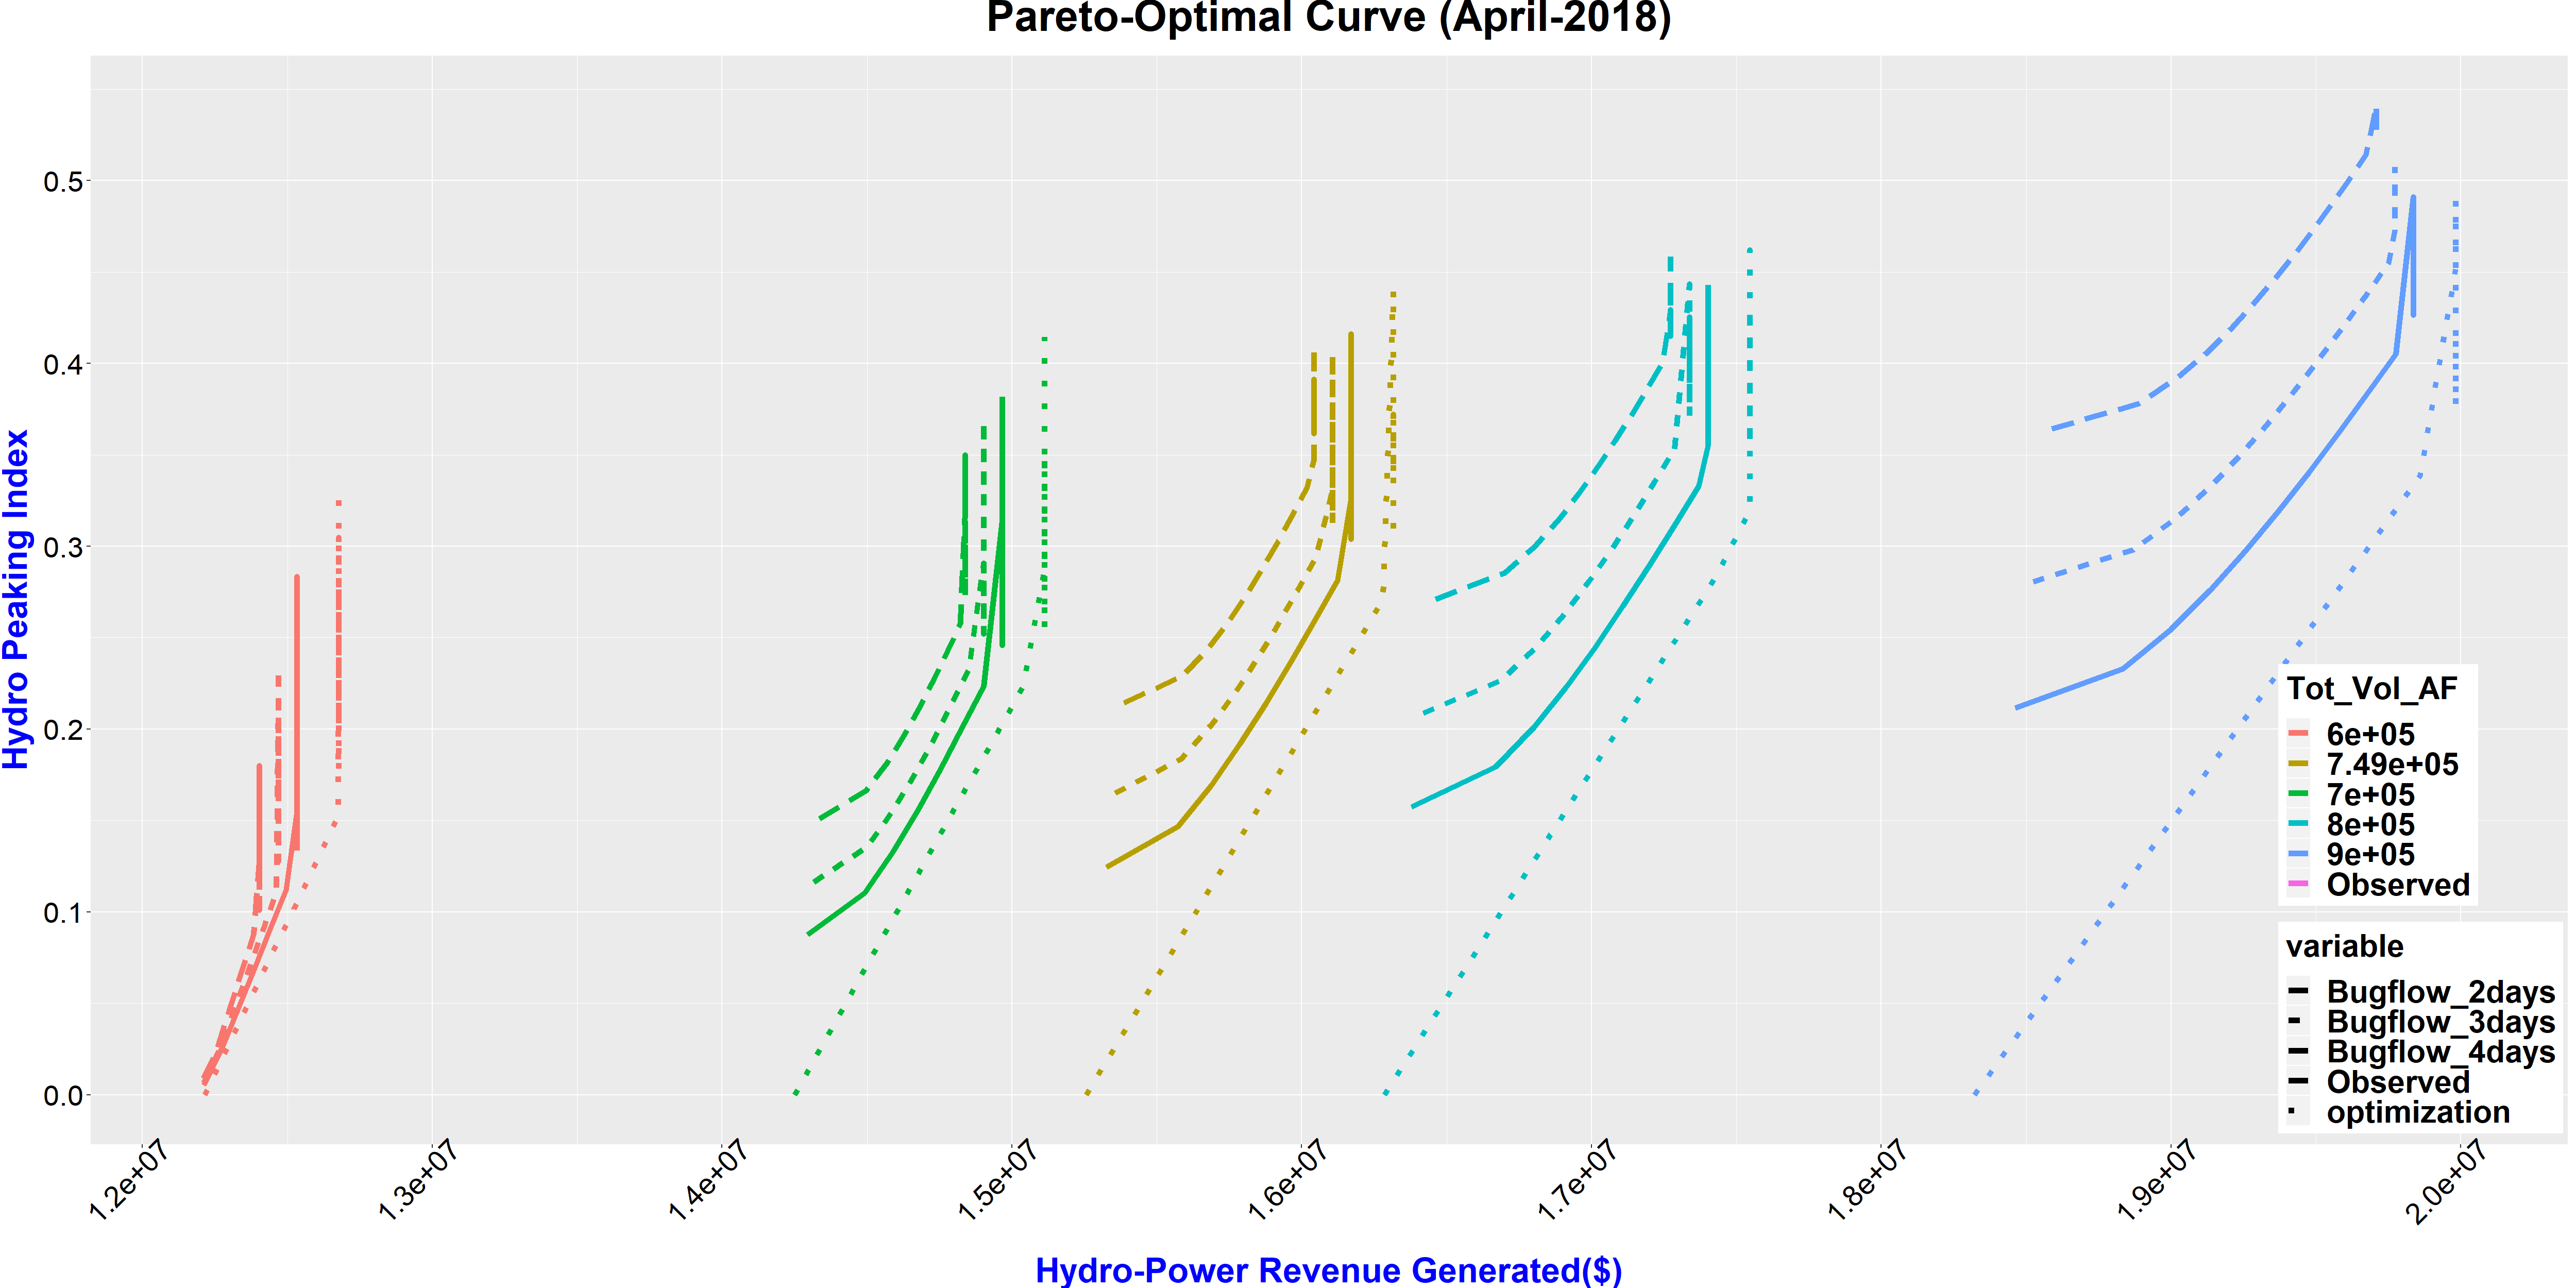 Pareto-Optimal Curve (April-2018)
Hydro Peaking Index
0.5
0.4
0.3
0.2
0.1
0.0
Tot_Vol_AF
6e+05
7.49e+05
7e+05
8e+05
9e+05
Observed
variable
Bugflow_2days
Bugflow_3days
Bugflow_4days
Observed
optimization
1.2e+07
1.3e+07
1.4e+07
1.5e+07
1.6e+07
1.7e+07
1.8e+07
1.9e+07
2.0e+07
Hydro-Power Revenue Generated($)